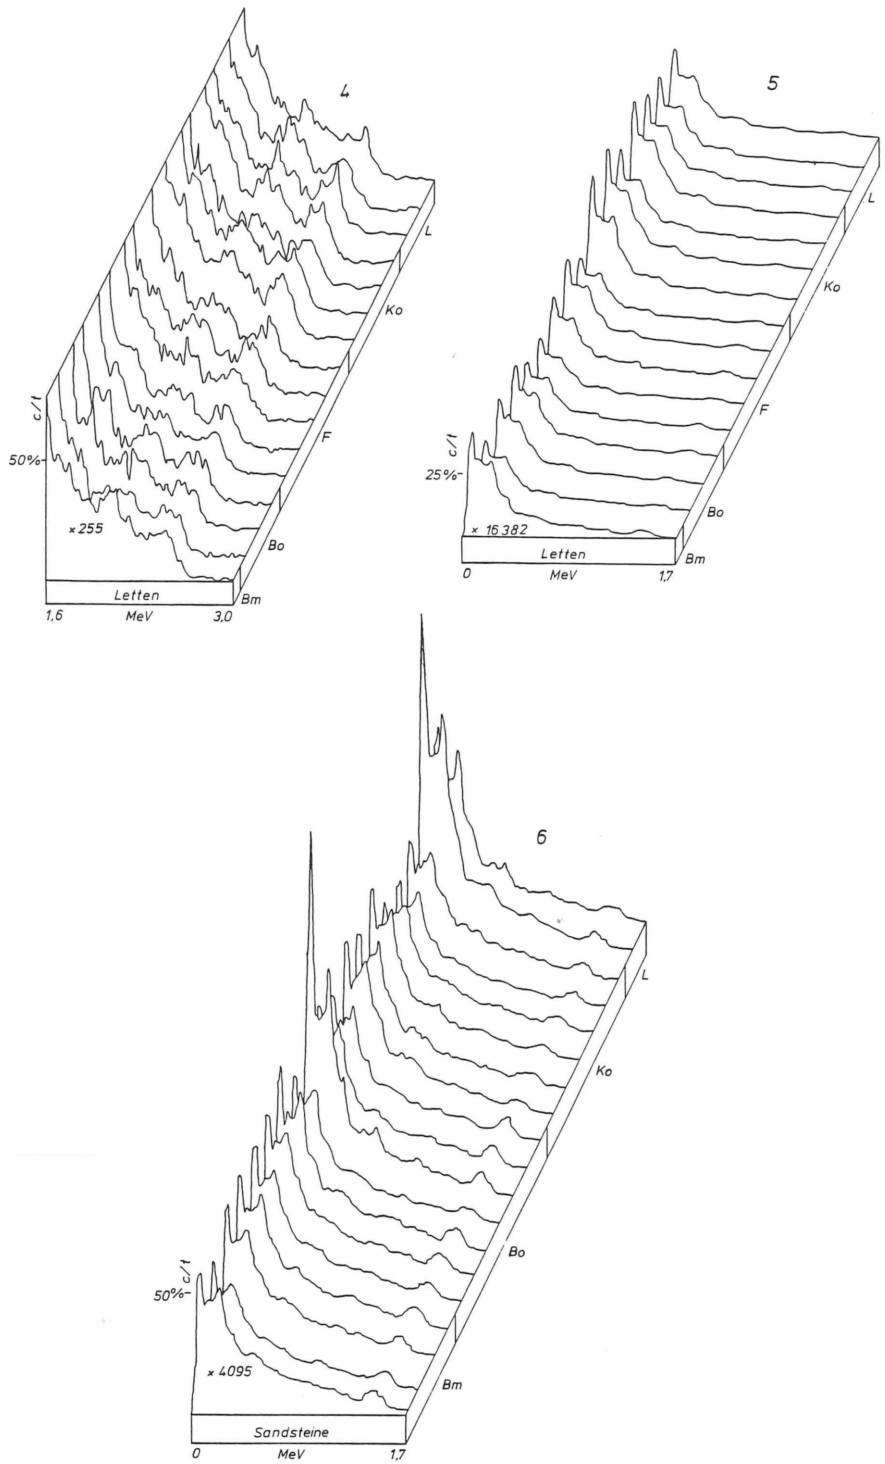 4
c/t
50%
× 255
Letten
1,6 MeV 3,0
Bm
Bo
F
Ko
L
5
c/t
25%
× 16 382
Letten
0 MeV 1,7
Bm
Bo
F
Ko
L
6
c/t
50%
× 4095
Sandsteine
0 MeV 1,7
Bm
Bo
Ko
L